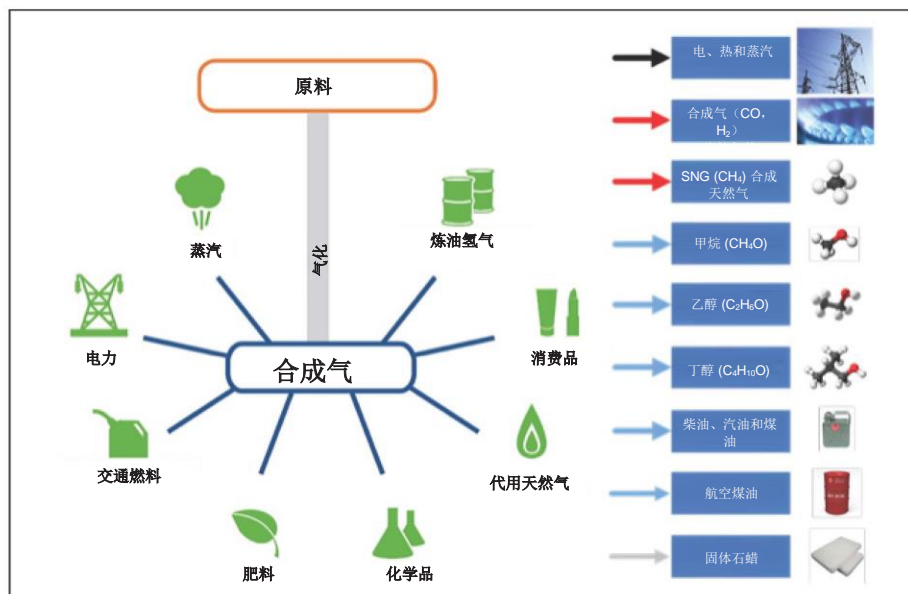 原料
气化
蒸汽
炼油氢气
电力
消费品
合成气
交通燃料
代用天然气
肥料
化学品
电、热和蒸汽
合成气（CO，
H₂）
SNG (CH₄) 合成
天然气
甲烷 (CH₄O)
乙醇 (C₂H₆O)
丁醇 (C₄H₁₀O)
柴油、汽油和煤
油
航空煤油
固体石蜡